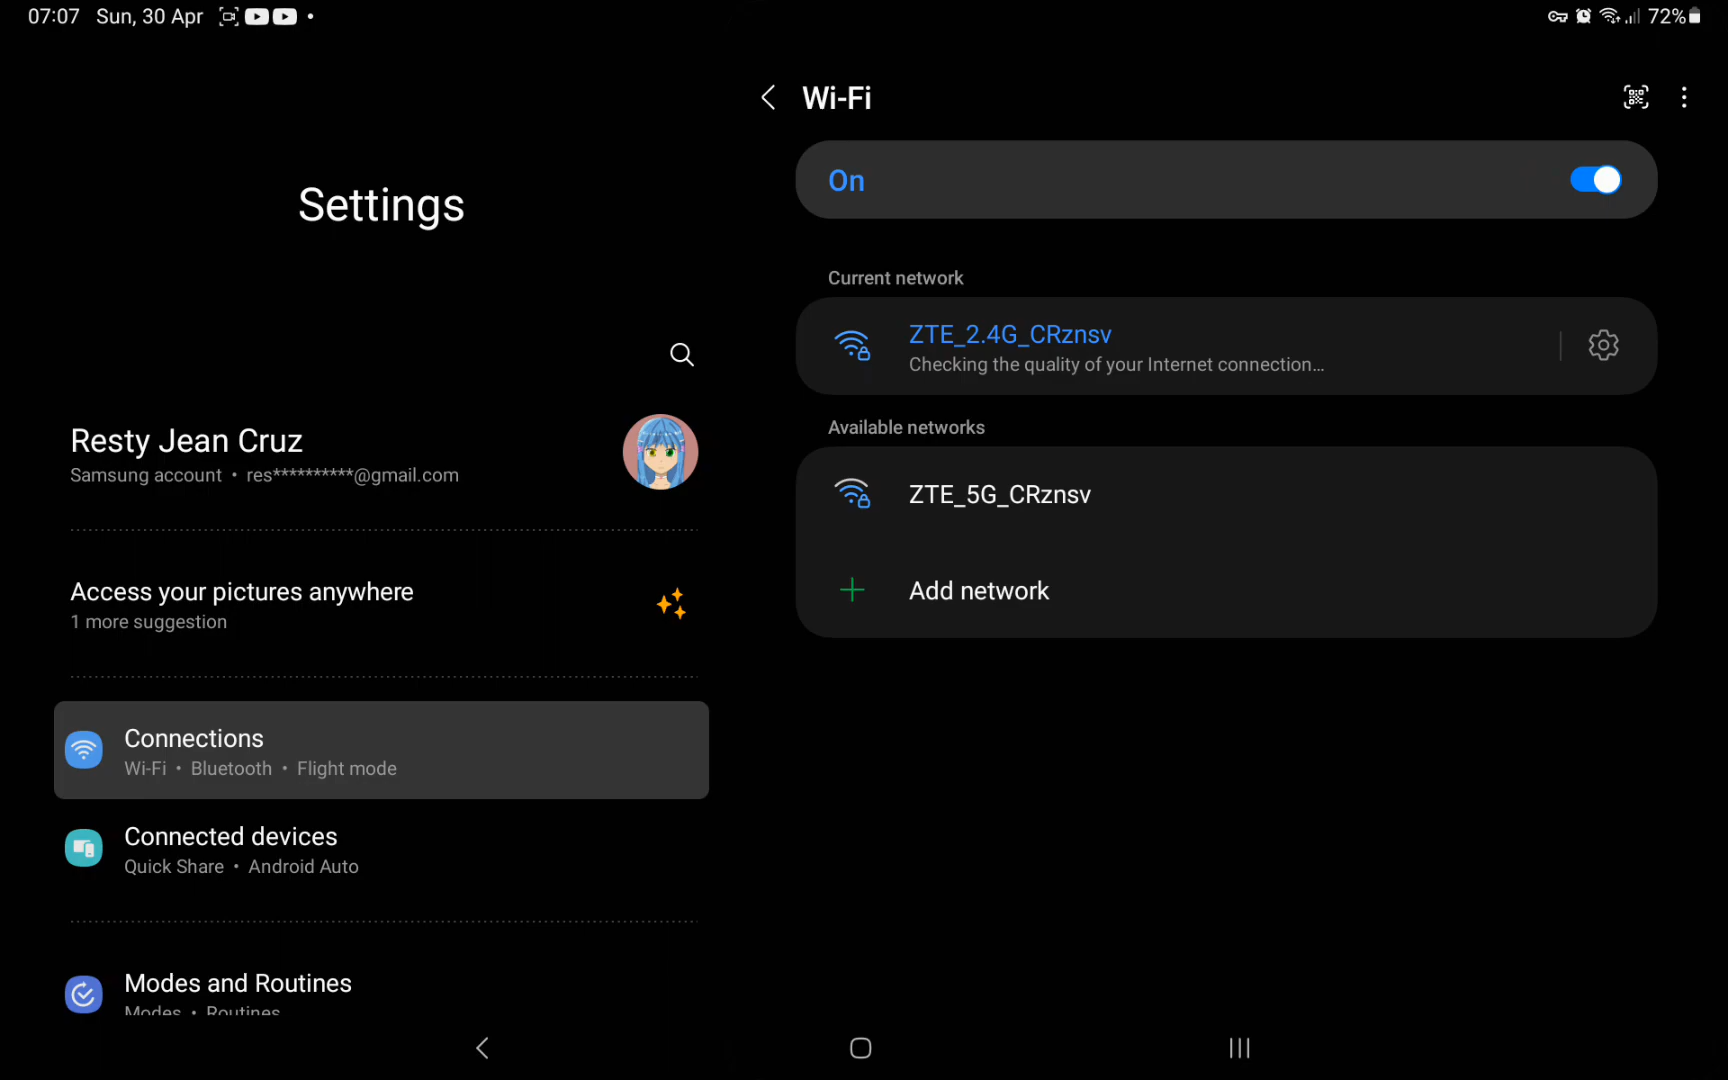 07:07 Sun, 30 Apr
72%
Settings
Resty Jean Cruz
Samsung account • res**********@gmail.com
Access your pictures anywhere
1 more suggestion
Connections
Wi-Fi • Bluetooth • Flight mode
Connected devices
Quick Share • Android Auto
Modes and Routines
Modes • Routines
Wi-Fi
On
Current network
ZTE_2.4G_CRznsv
Checking the quality of your Internet connection...
Available networks
ZTE_5G_CRznsv
Add network